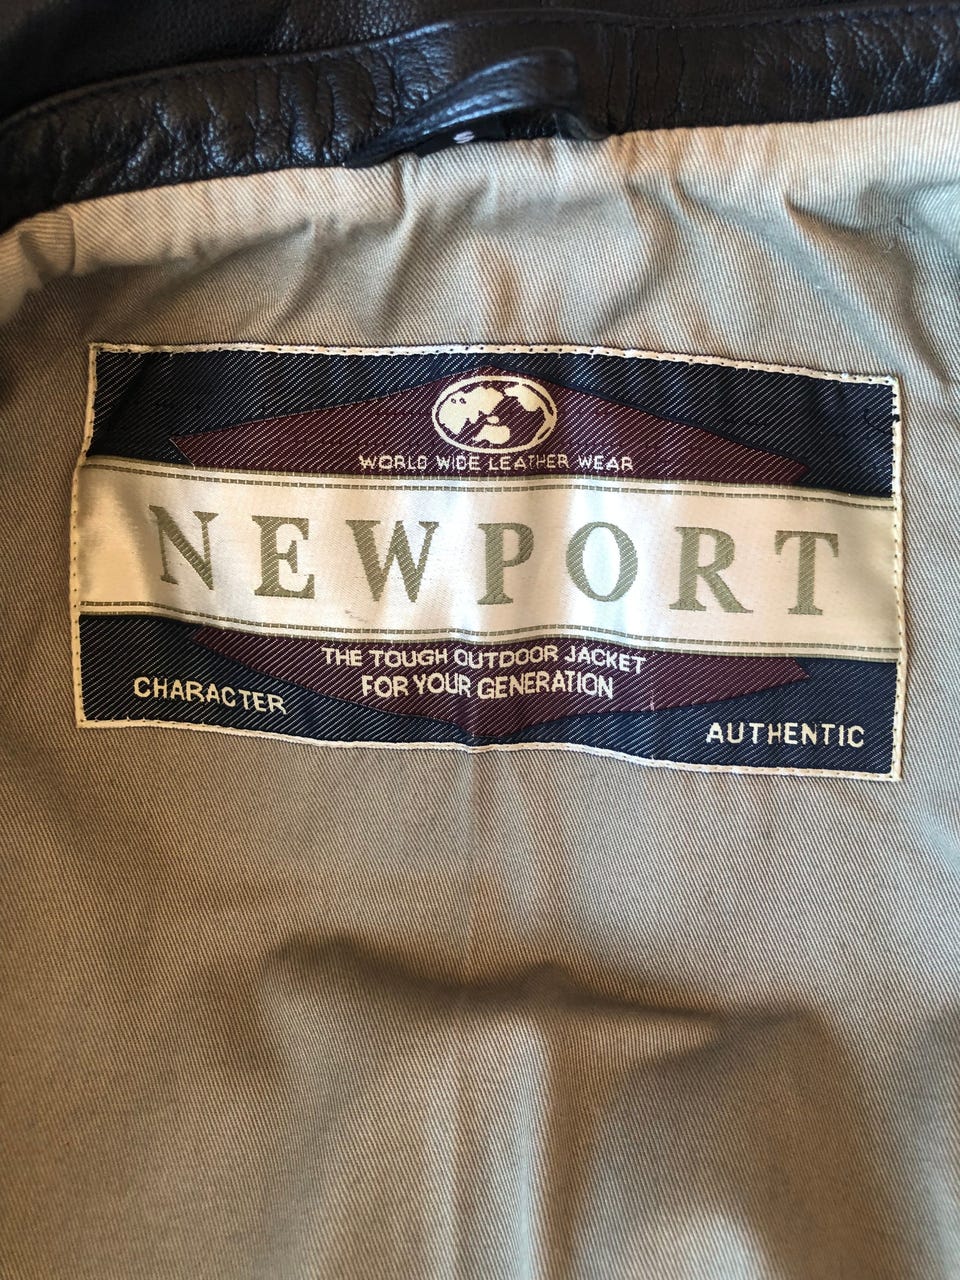 S
WORLD WIDE LEATHER WEAR
NEWPORT
THE TOUGH OUTDOOR JACKET
FOR YOUR GENERATION
CHARACTER
AUTHENTIC